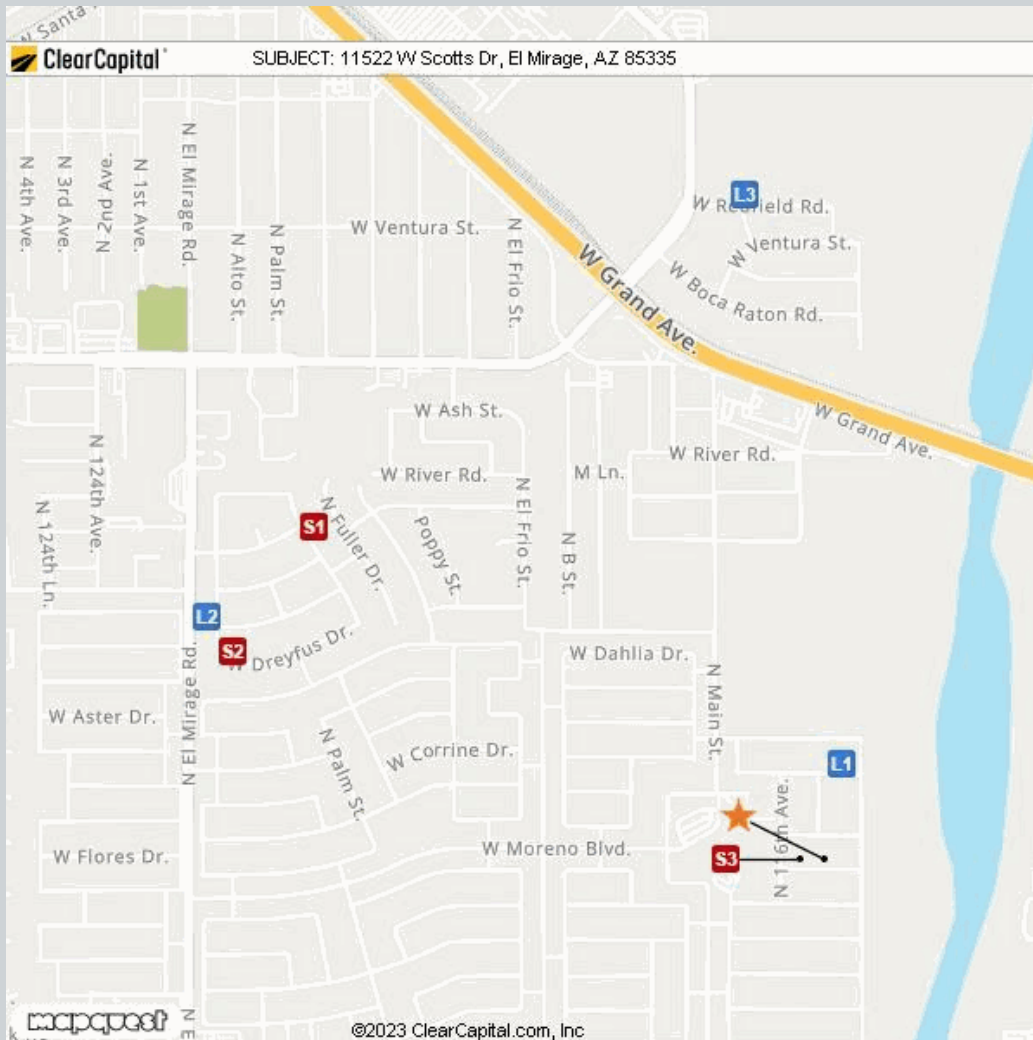 W Santa
ClearCapital
SUBJECT: 11522 W Scotts Dr, El Mirage, AZ 85335
N 4th Ave.
N 3rd Ave.
N 2nd Ave.
N 1st Ave.
N El Mirage Rd.
N Alto St.
N Palm St.
W Ventura St.
N El Frio St.
W Grand Ave.
L3
W Redfield Rd.
W Ventura St.
W Boca Raton Rd.
W Grand Ave.
W Ash St.
W River Rd.
W River Rd.
M Ln.
N 124th Ave.
N 124th Ln.
S1
N Fuller Dr.
Poppy St.
N El Frio St.
N B St.
L2
S2
W Dreyfus Dr.
W Dahlia Dr.
N El Mirage Rd.
N Main St.
W Aster Dr.
N Palm St.
W Corrine Dr.
L1
N 116th Ave.
W Flores Dr.
W Moreno Blvd.
S3
mapquest
N E
©2023 ClearCapital.com, Inc